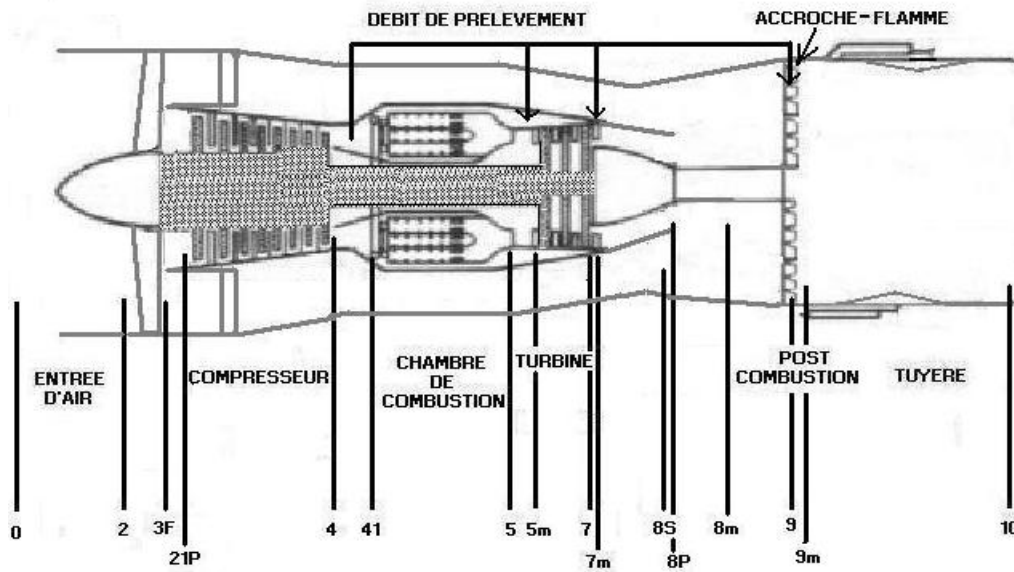 DEBIT DE PRELEVEMENT
ACCROCHE-FLAMME
ENTREE
D'AIR
COMPRESSEUR
CHAMBRE
DE
COMBUSTION
TURBINE
POST
COMBUSTION
TUYERE
0
2
3F
21P
4
41
5
5m
7
7m
8S
8P
8m
9
9m
10